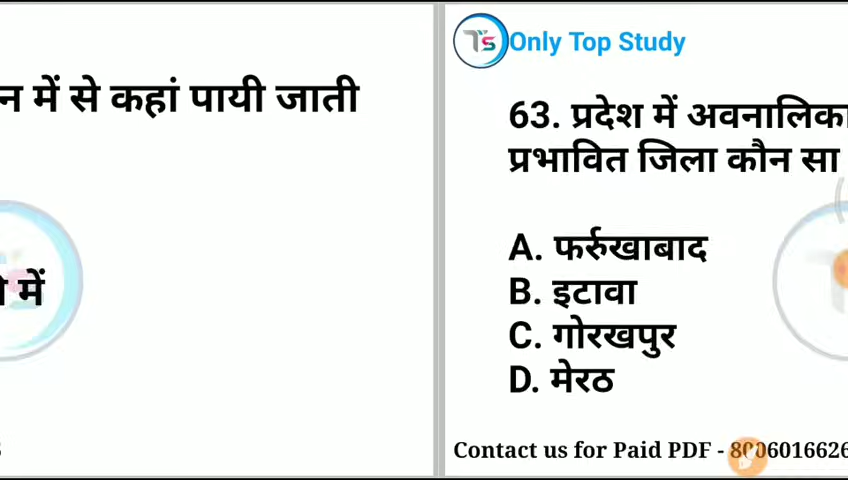 न में से कहां पायी जाती
में
Only Top Study
63. प्रदेश में अवनालिका
प्रभावित जिला कौन सा
A. फर्रुखाबाद
B. इटावा
C. गोरखपुर
D. मेरठ
Contact us for Paid PDF - 8006016626